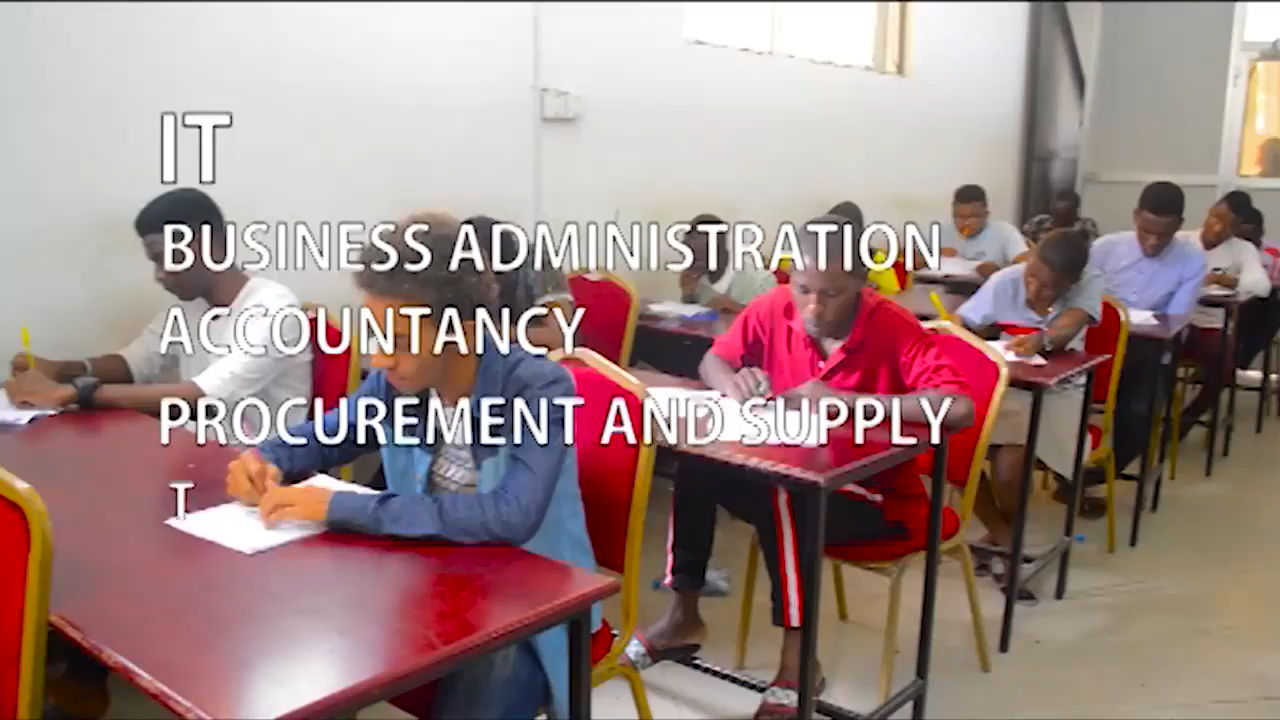 IT
BUSINESS ADMINISTRATION
ACCOUNTANCY
PROCUREMENT AND SUPPLY
T